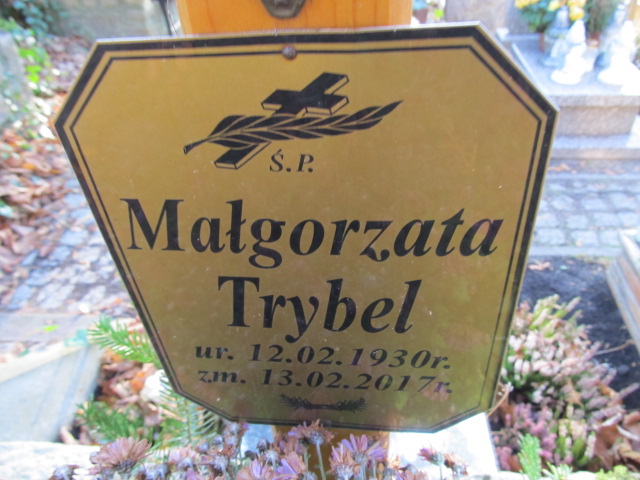 Ś.P.
Małgorzata
Trybel
ur. 12.02.1930r.
zm. 13.02.2017r.